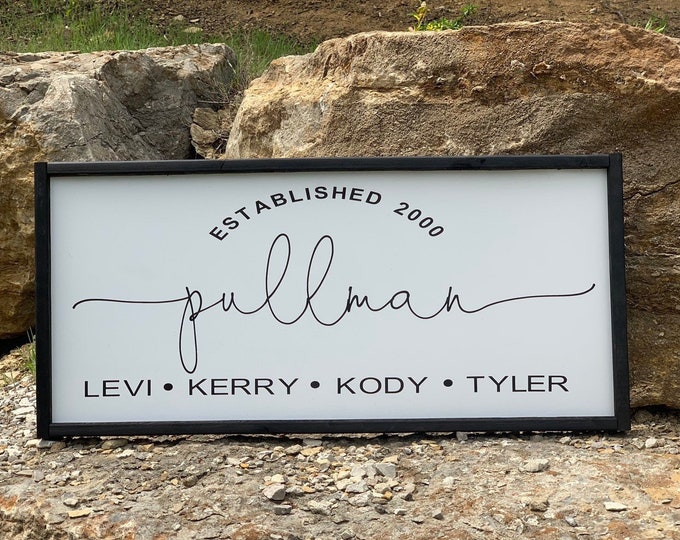 ESTABLISHED 2000
pullman
LEVI • KERRY • KODY • TYLER